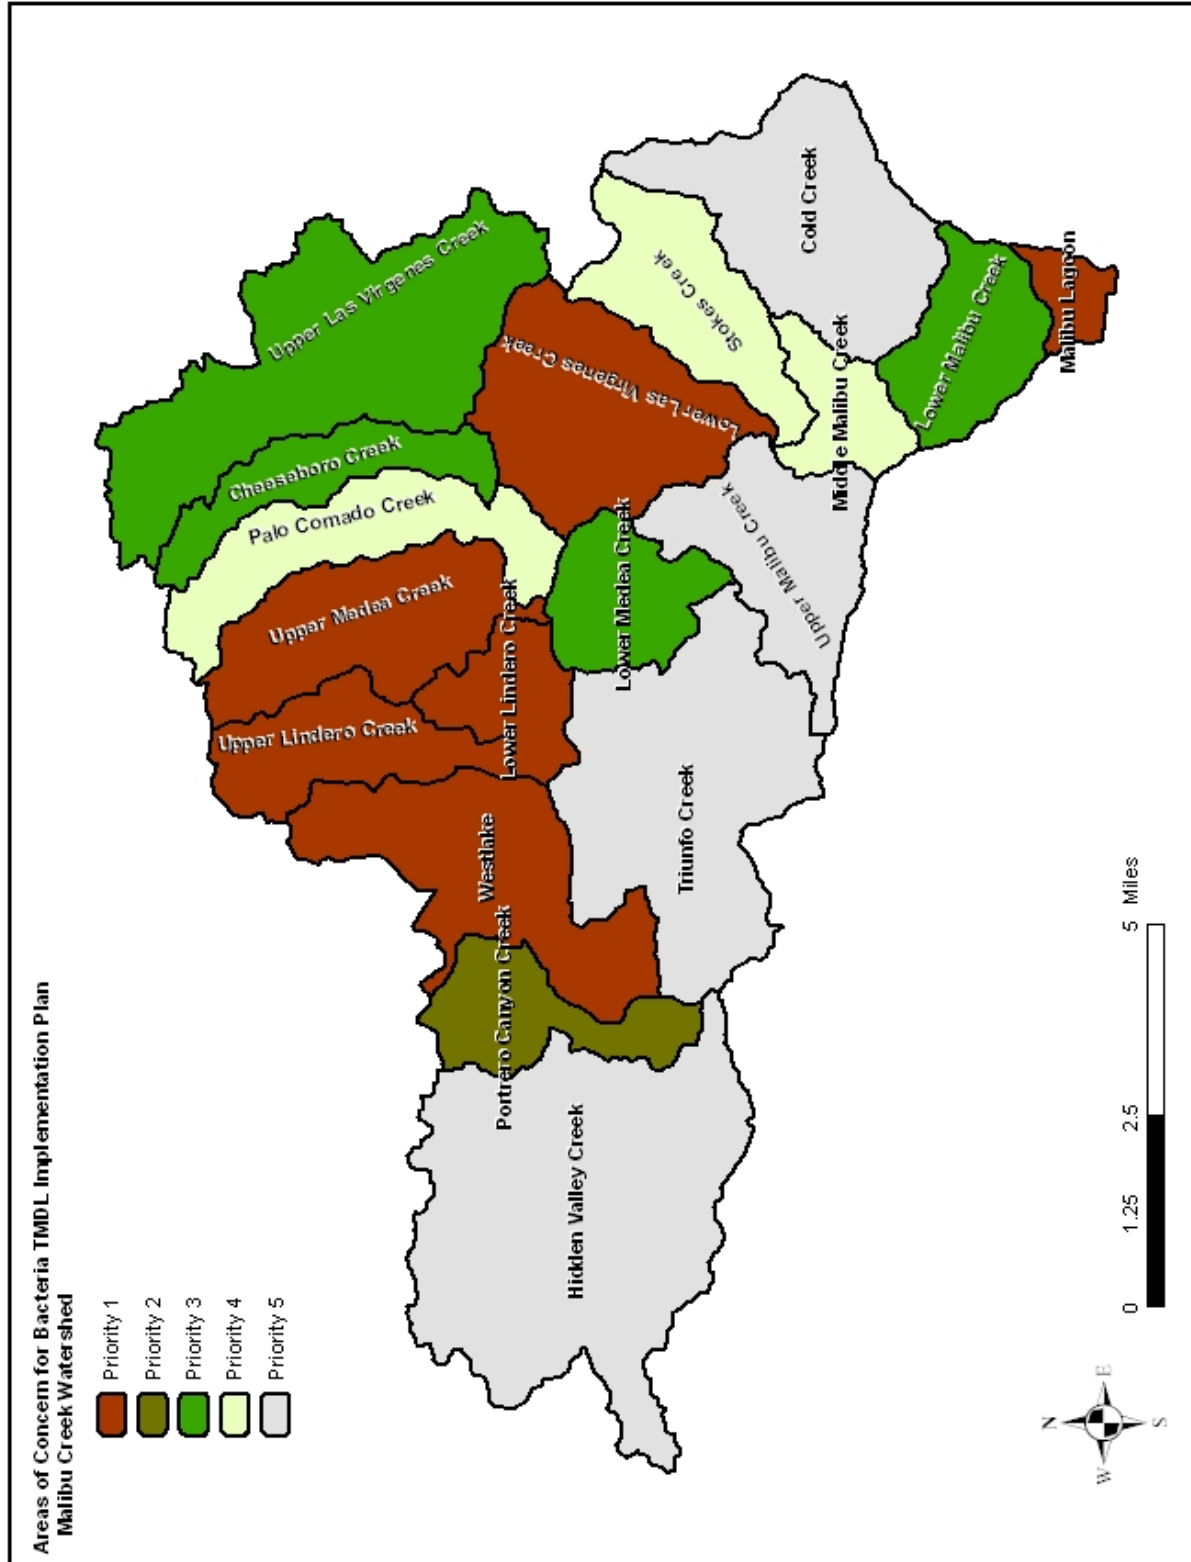 Areas of Concern for Bacteria TMDL Implementation Plan
Malibu Creek Watershed
Priority 1
Priority 2
Priority 3
Priority 4
Priority 5
Upper Las Virgenes Creek
Cheeseboro Creek
Palo Comado Creek
Upper Medea Creek
Upper Lindero Creek
Lower Lindero Creek
Westlake
Portrero Canyon Creek
Hidden Valley Creek
Triunfo Creek
Lower Medea Creek
Lower Las Virgenes Creek
Stokes Creek
Upper Malibu Creek
Middle Malibu Creek
Cold Creek
Lower Malibu Creek
Malibu Lagoon
N
W
E
S
0
1.25
2.5
5
Miles